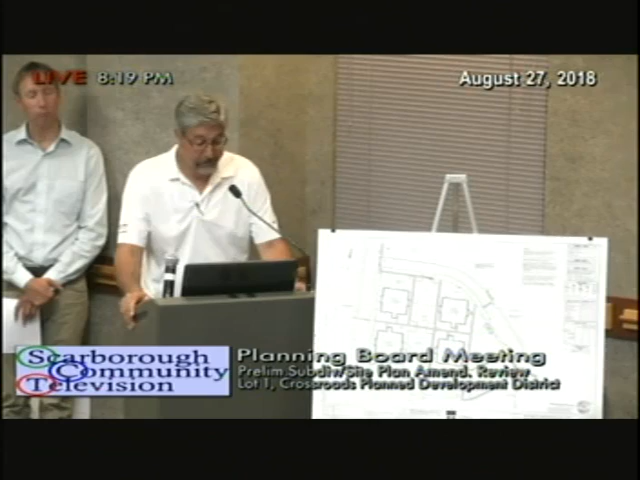 LIVE 8:19 PM
August 27, 2018
Scarborough
Community
Television
Planning Board Meeting
Prelim.Subdiv/Site Plan Amend. Review
Lot 1, Crossroads Planned Development District